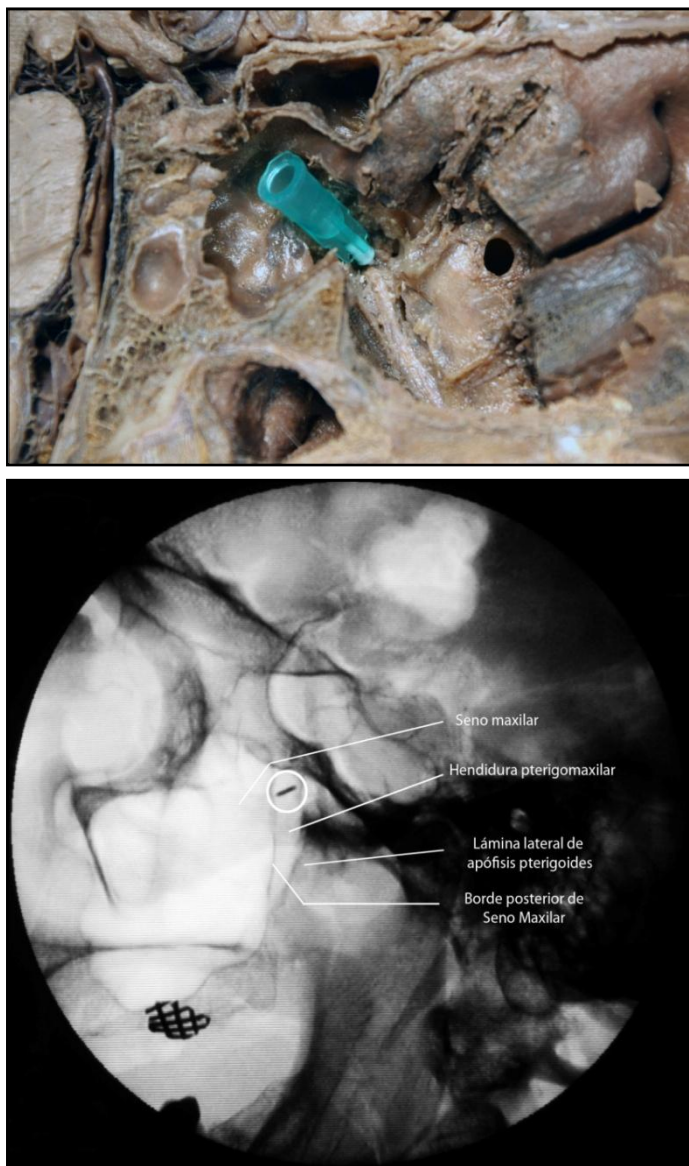 Seno maxilar
Hendidura pterigomaxilar
Lámina lateral de
apófisis pterigoides
Borde posterior de
Seno Maxilar